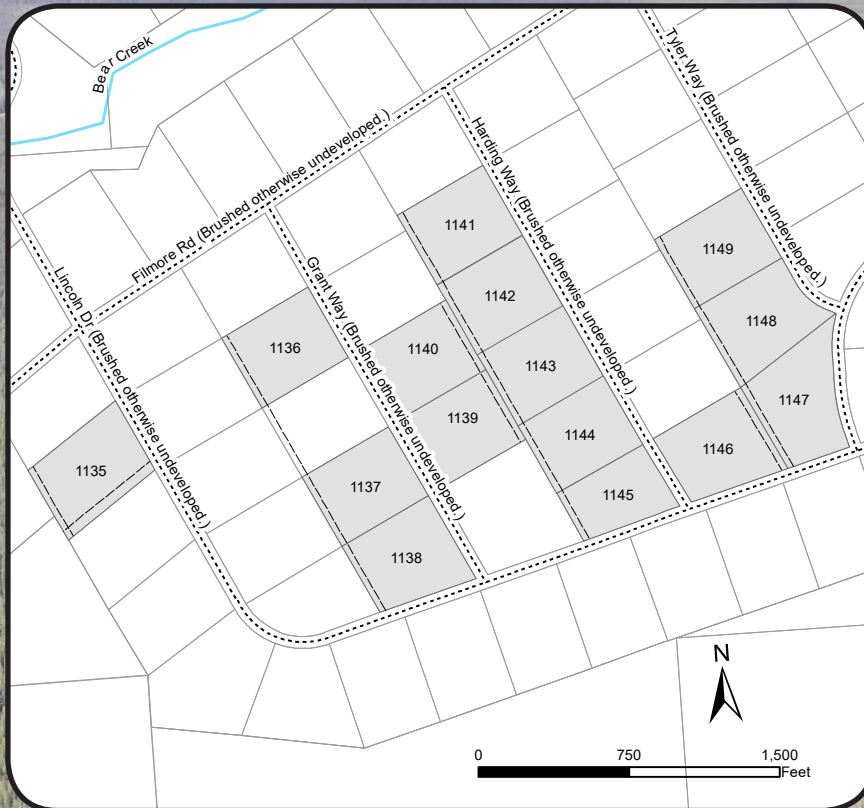 Bear Creek
Tyler Way (Brushed otherwise undeveloped.)
Filmore Rd (Brushed otherwise undeveloped.)
Harding Way (Brushed otherwise undeveloped.)
Lincoln Dr (Brushed otherwise undeveloped.)
Grant Way (Brushed otherwise undeveloped.)
1141
1149
1142
1148
1136
1140
1143
1147
1139
1144
1146
1135
1137
1145
1138
N
0 750 1,500
Feet